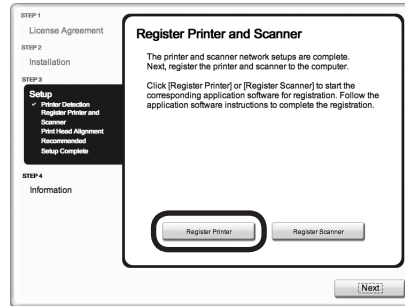 STEP 1
License Agreement
STEP 2
Installation
STEP 3
Setup
✓ Printer Detection
Register Printer and
Scanner
Print Head Alignment
Recommended
Setup Complete
STEP 4
Information
Register Printer and Scanner
The printer and scanner network setups are complete.
Next, register the printer and scanner to the computer.
Click [Register Printer] or [Register Scanner] to start the
corresponding application software for registration. Follow the
application software instructions to complete the registration.
Register Printer
Register Scanner
Next